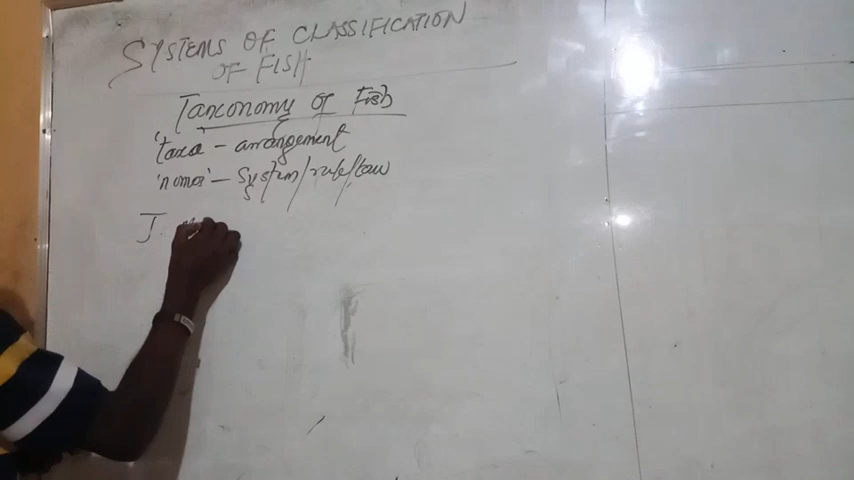 SYSTEMS OF CLASSIFICATION
OF FISH
Taxonomy of Fish
'taxa - arrangement
'nomos' - System/rule/law
J.